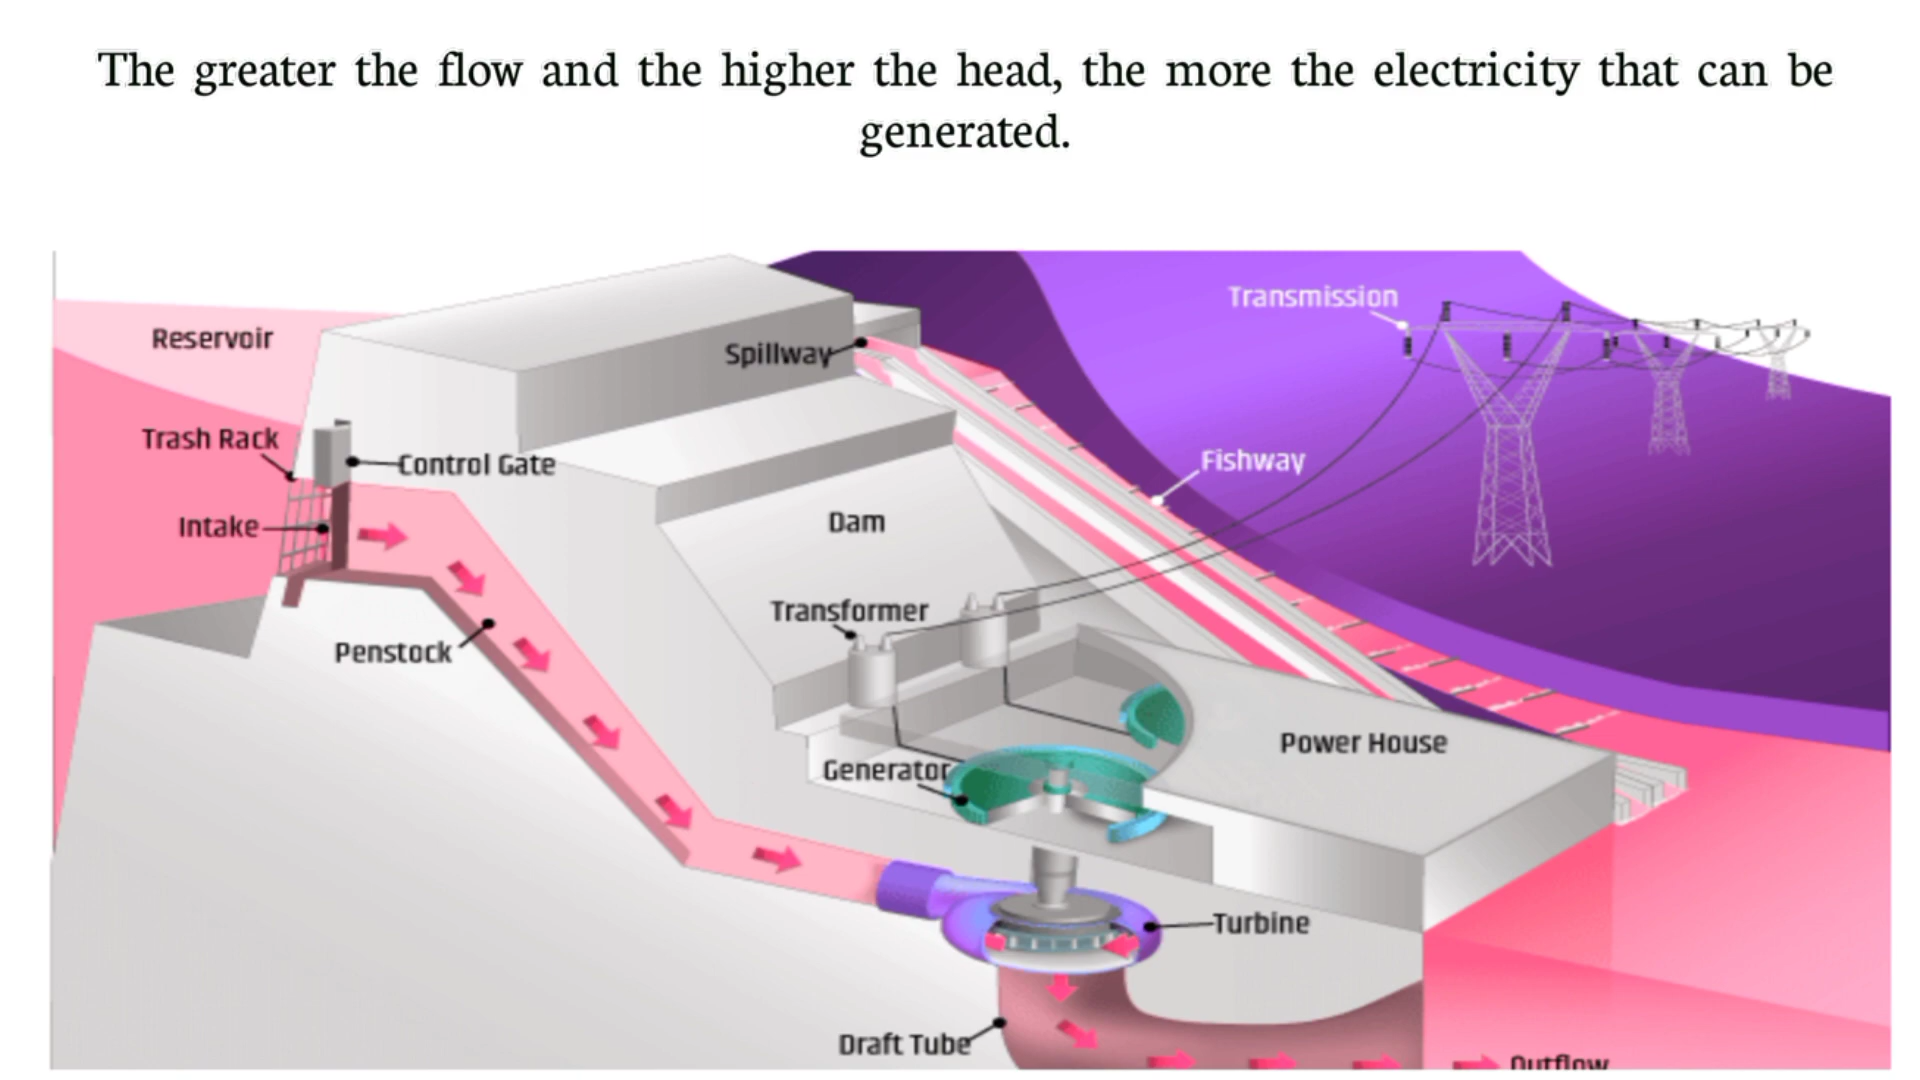 The greater the flow and the higher the head, the more the electricity that can be
generated.
Transmission
Reservoir
Spillway
Trash Rack
Control Gate
Fishway
Intake
Dam
Transformer
Penstock
Power House
Generator
Turbine
Draft Tube
Outflow